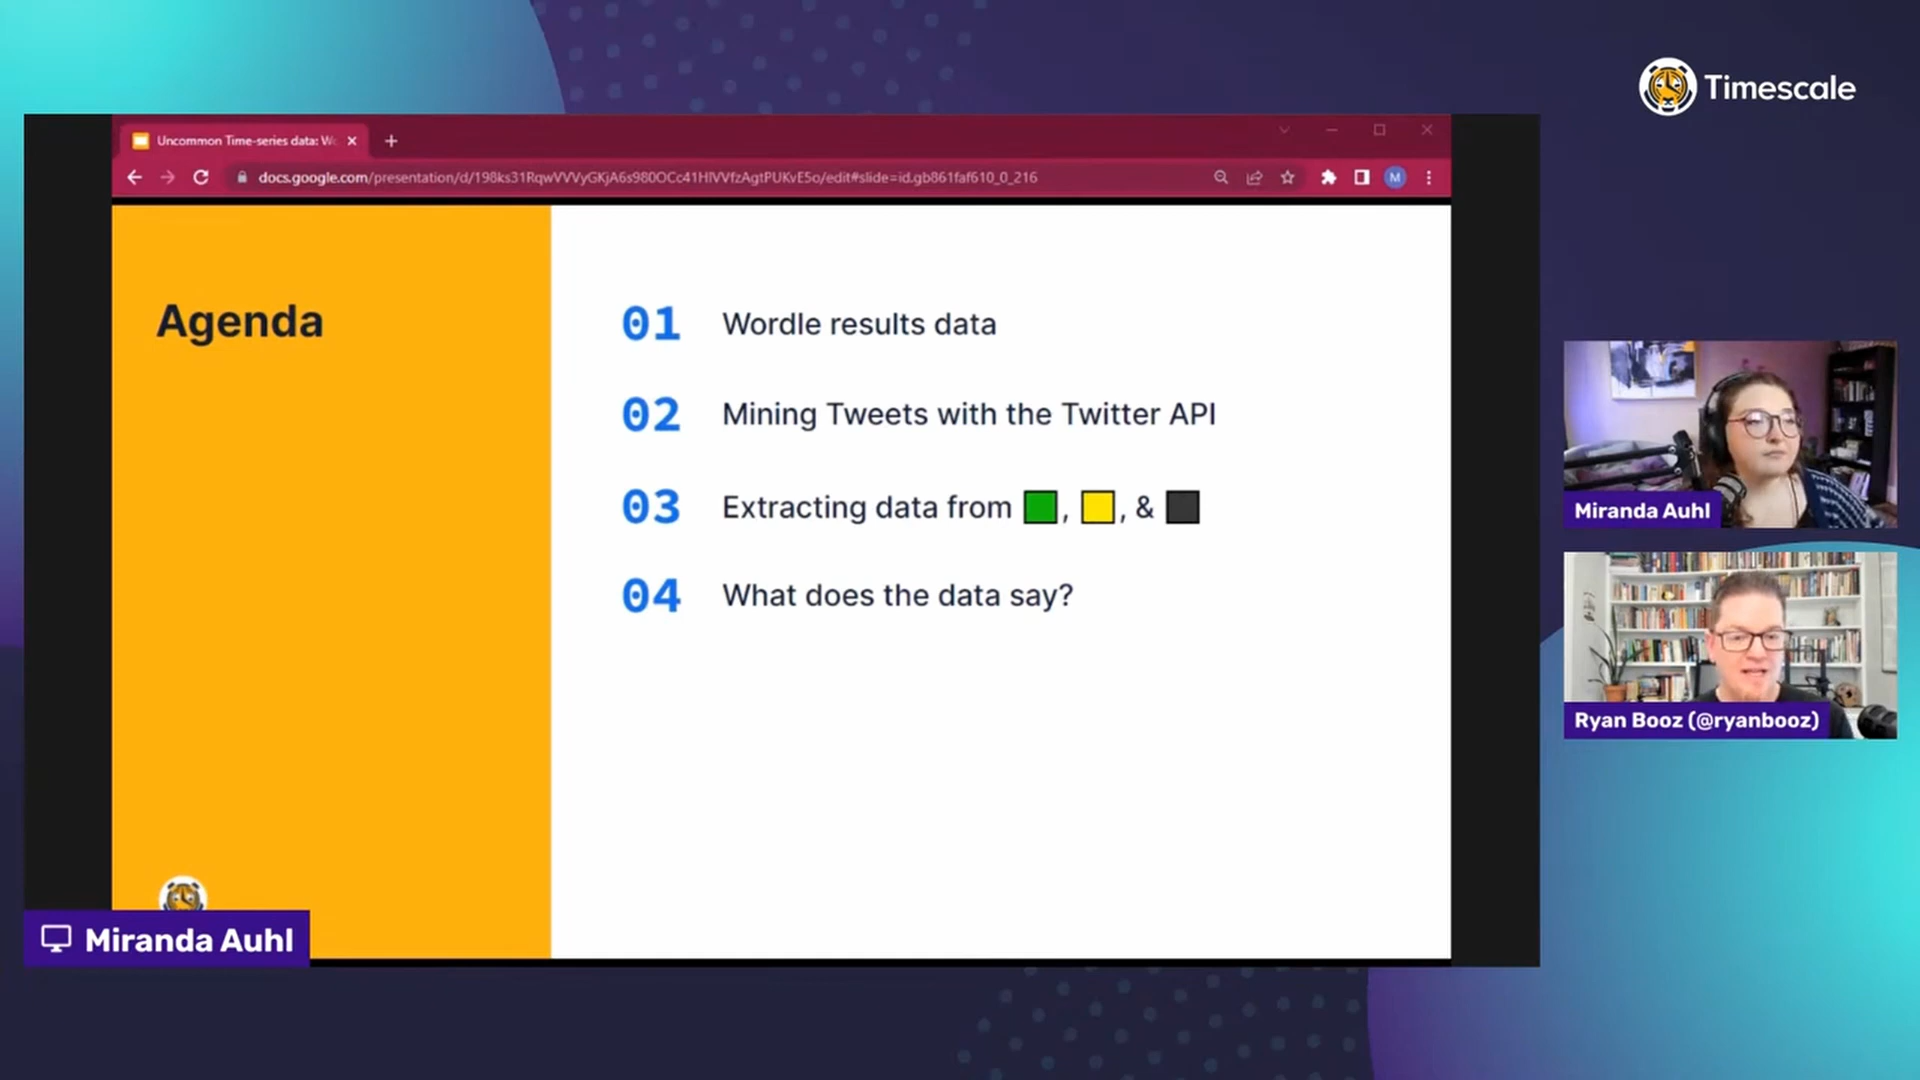 Timescale
Uncommon Time-series data: Wo
docs.google.com/presentation/d/198ks31RqwVVVyGKjA6s980OCc41HlVVfzAgtPUKvE5o/edit#slide=id.gb861faf610_0_216
M
Agenda
01 Wordle results data
02 Mining Tweets with the Twitter API
03 Extracting data from 🟩, 🟨, & ⬛
04 What does the data say?
Miranda Auhl
Ryan Booz (@ryanbooz)
Miranda Auhl